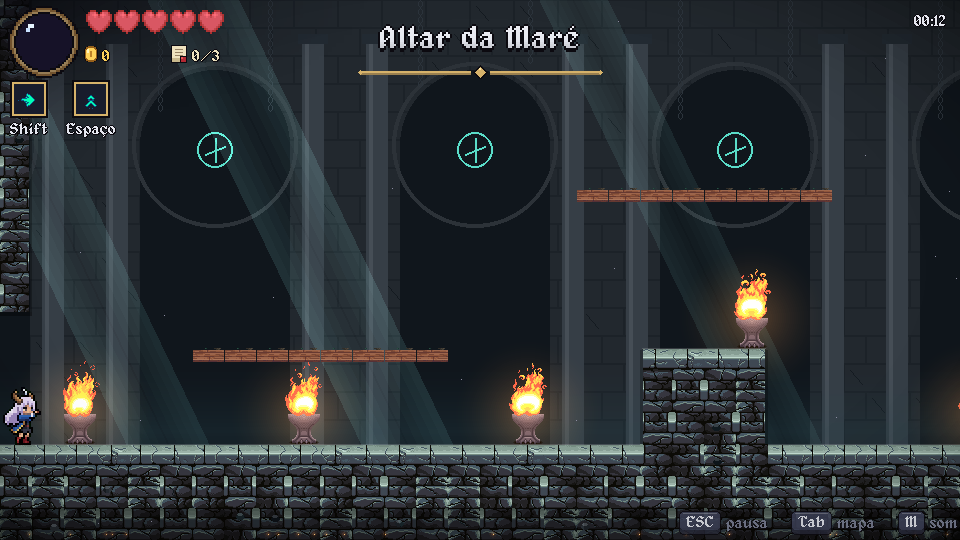 Altar da Maré
00:12
0
0/3
Shift
Espaço
ESC pausa
Tab mapa
M som